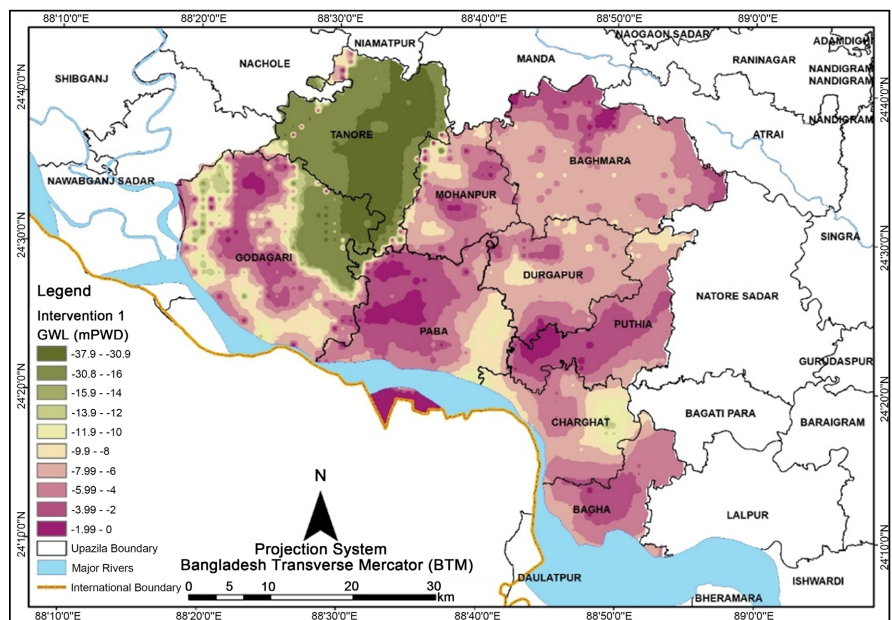 88°10'0"E 88°20'0"E 88°30'0"E 88°40'0"E 88°50'0"E 89°0'0"E
NIAMATPUR
NAOGAON SADAR
ADAMDIGHI
NACHOLE
MANDA
RANINAGAR
SHIBGANJ
NANDIGRAM
NANDIGRAM
24°40'0"N
24°40'0"N
NANDIGRAM
TANORE
ATRAI
BAGHMARA
NAWABGANJ SADAR
MOHANPUR
24°30'0"N
SINGRA
24°30'0"N
GODAGARI
DURGAPUR
NATORE SADAR
PUTHIA
PABA
GURUDASPUR
24°20'0"N
24°20'0"N
CHARGHAT
BAGATI PARA
BARAIGRAM
BAGHA
LALPUR
24°10'0"N
24°10'0"N
DAULATPUR
ISHWARDI
BHERAMARA
Legend
Intervention 1
GWL (mPWD)
-37.9 - -30.9
-30.8 - -16
-15.9 - -14
-13.9 - -12
-11.9 - -10
-9.9 - -8
-7.99 - -6
-5.99 - -4
-3.99 - -2
-1.99 - 0
Upazila Boundary
Major Rivers
International Boundary
N
Projection System
Bangladesh Transverse Mercator (BTM)
0 5 10 20 30
km
88°10'0"E 88°20'0"E 88°30'0"E 88°40'0"E 88°50'0"E 89°0'0"E